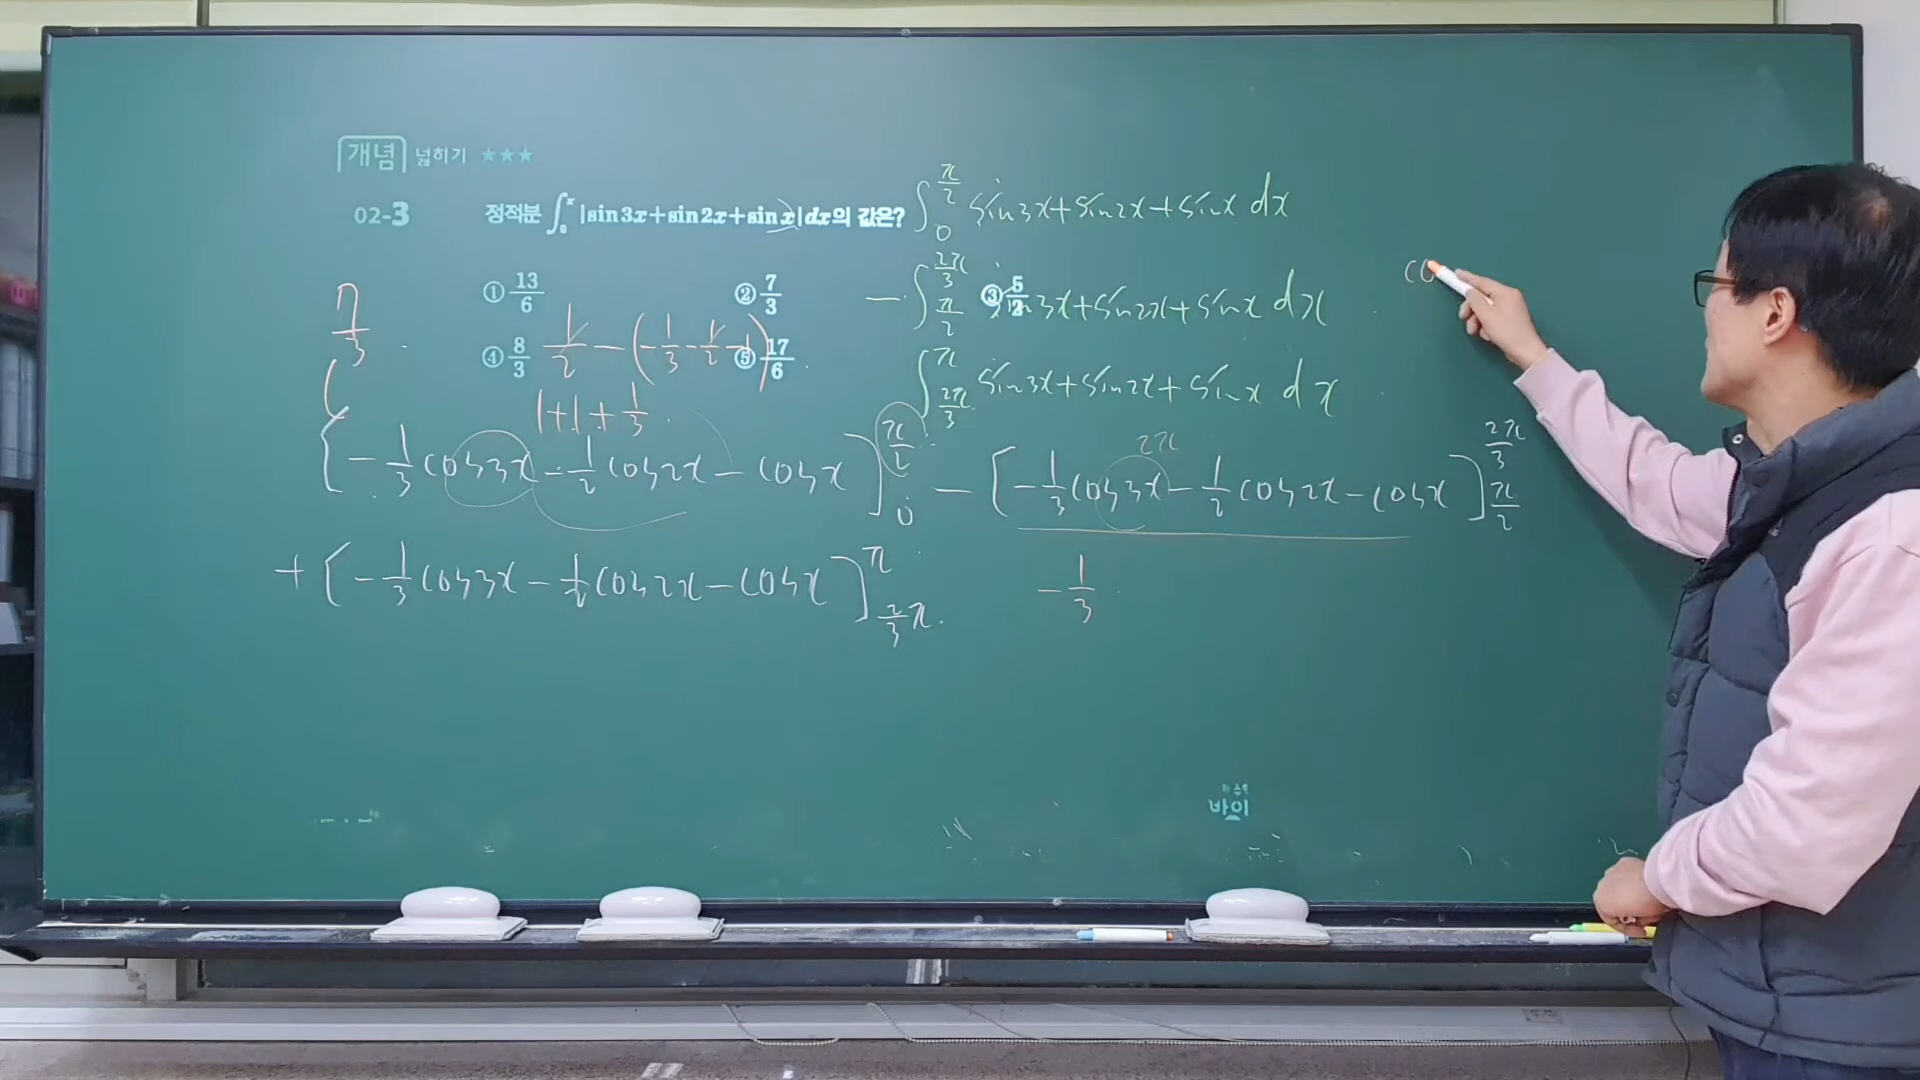 개념 넓히기 ★★★
02-3 정적분 ∫₀^π |sin3x+sin2x+sinx|dx의 값은?
① 13/6 ② 7/3 ③ 5/2
④ 8/3 ⑤ 17/6
∫₀^(π/2) sin3x+sin2x+sinx dx
-∫_(π/2)^(2π/3) sin3x+sin2x+sinx dx
∫_(2π/3)^π sin3x+sin2x+sinx dx
7/3
1/2-(-1/3-1/2-1)
1+1+1/3
[-1/3 cos3x-1/2 cos2x-cosx]₀^(π/2) -[-1/3 cos3x-1/2 cos2x-cosx]_(π/2)^(2π/3)
2π
+[-1/3 cos3x-1/2 cos2x-cosx]_(2/3 π)^π
-1/3
co
바이